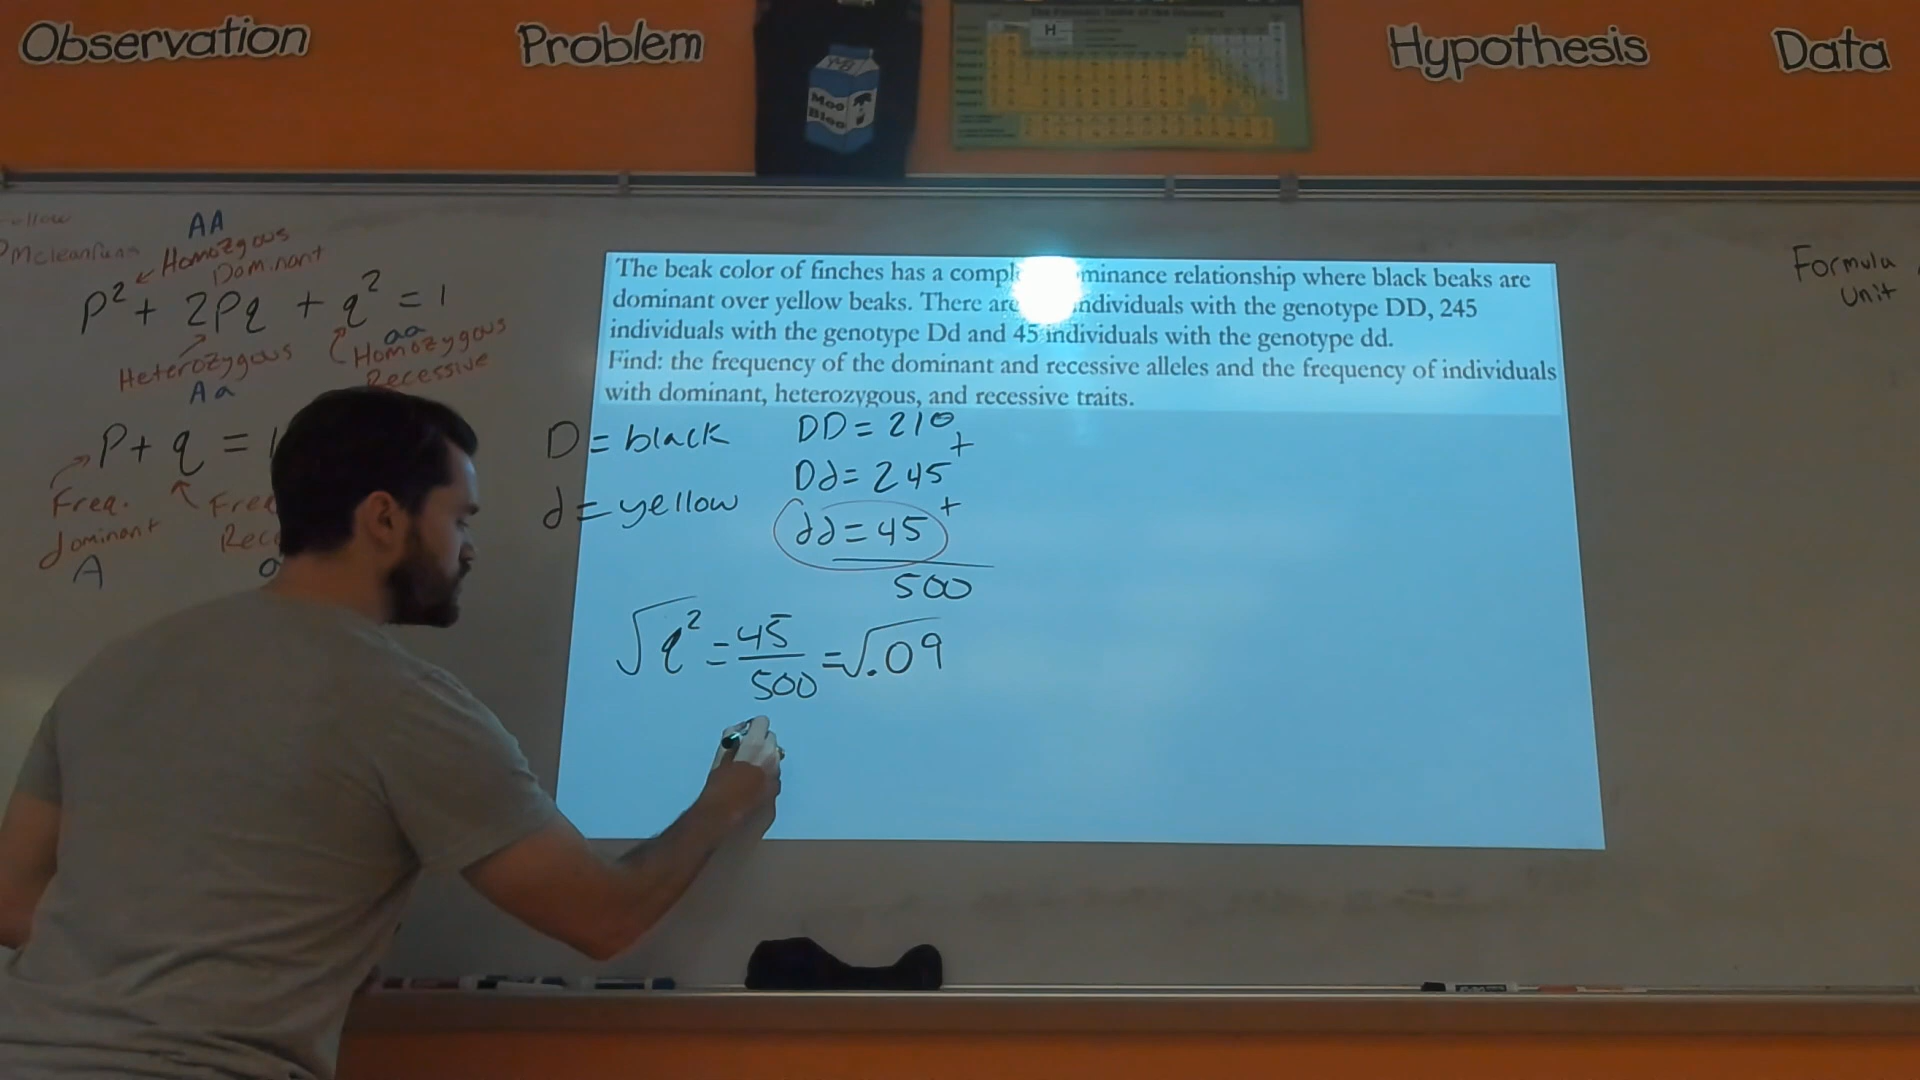 Observation
Problem
Hypothesis
Data
Moo
Bloo
H
AA
Homozgous
Dominant
p² + 2pq + q² = 1
Heterozygous
Aa
aa
Homozygous
Recessive
p + q =
Freq.
dominant
A
Formula
Unit
The beak color of finches has a minance relationship where black beaks are
dominant over yellow beaks. There are individuals with the genotype DD, 245
individuals with the genotype Dd and 45 individuals with the genotype dd.
Find: the frequency of the dominant and recessive alleles and the frequency of individuals
with dominant, heterozygous, and recessive traits.
D = black
d = yellow
DD = 210
+
Dd = 245
+
dd = 45
500
√q² = 45/500 = √.09